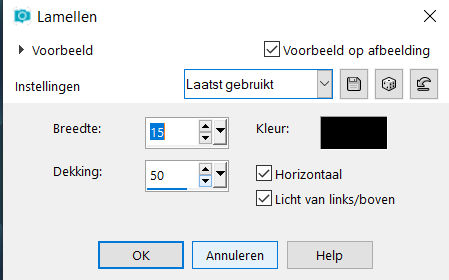 Lamellen
Voorbeeld
Voorbeeld op afbeelding
Instellingen
Laatst gebruikt
Breedte: 15 Kleur:
Dekking: 50
Horizontaal
Licht van links/boven
OK Annuleren Help